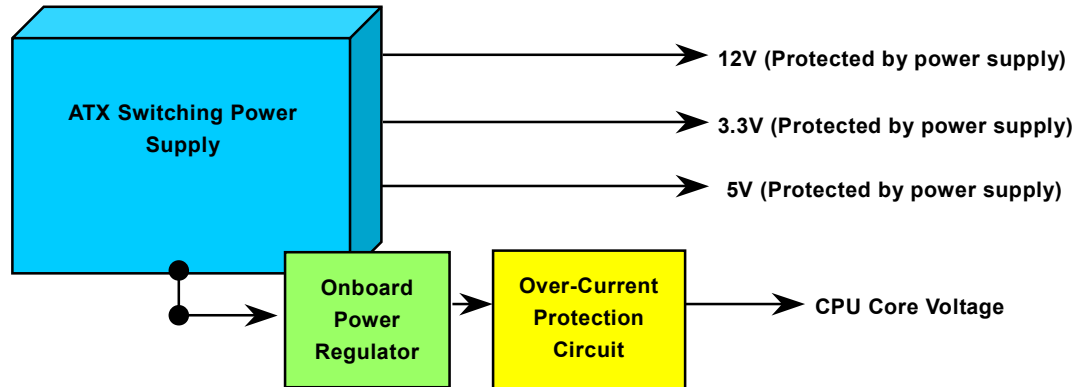 ATX Switching Power
Supply
12V (Protected by power supply)
3.3V (Protected by power supply)
5V (Protected by power supply)
Onboard
Power
Regulator
Over-Current
Protection
Circuit
CPU Core Voltage